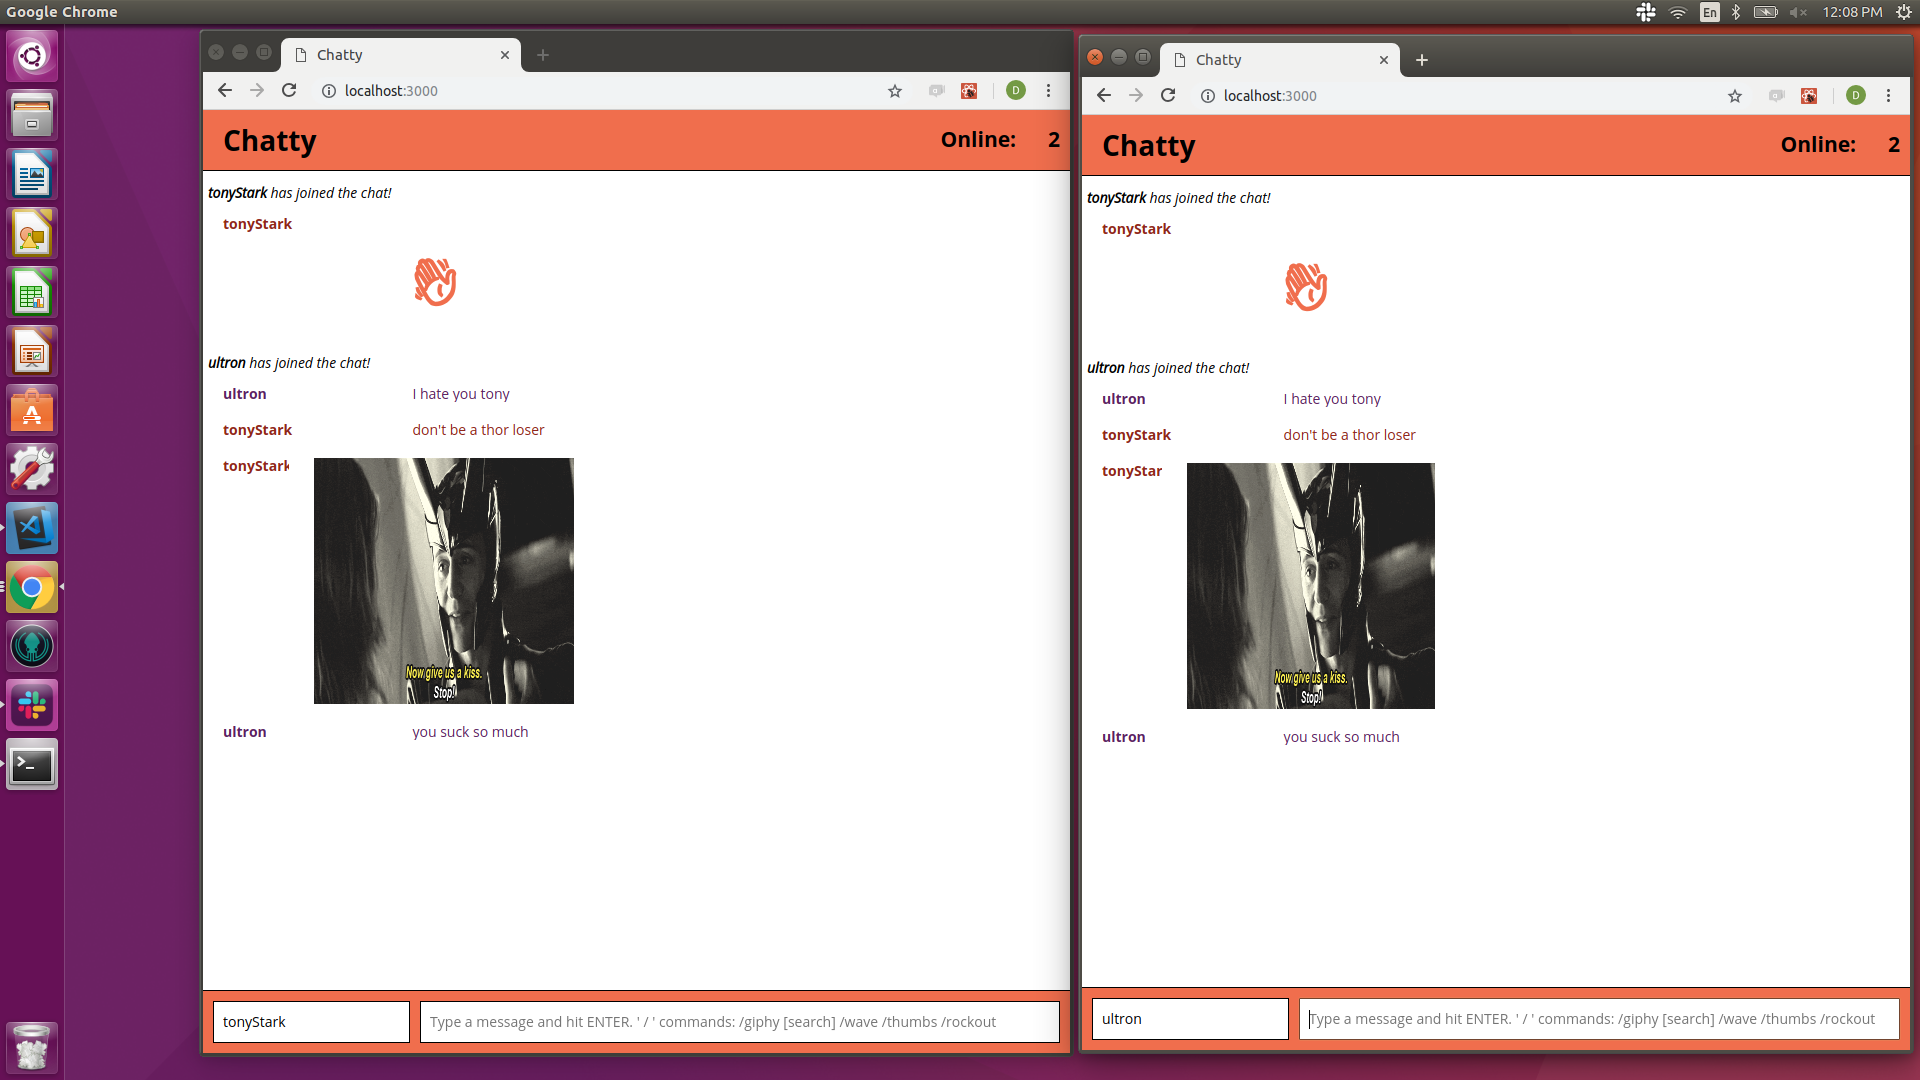 Google Chrome
En
12:08 PM
Chatty
localhost:3000
D
Chatty
Online: 2
tonyStark has joined the chat!
tonyStark
ultron has joined the chat!
ultron I hate you tony
tonyStark don't be a thor loser
tonyStark
Now give us a kiss.
Stop!
ultron you suck so much
tonyStark
Type a message and hit ENTER. ' / ' commands: /giphy [search] /wave /thumbs /rockout
Chatty
localhost:3000
D
Chatty
Online: 2
tonyStark has joined the chat!
tonyStark
ultron has joined the chat!
ultron I hate you tony
tonyStark don't be a thor loser
tonyStar
Now give us a kiss.
Stop!
ultron you suck so much
ultron
Type a message and hit ENTER. ' / ' commands: /giphy [search] /wave /thumbs /rockout